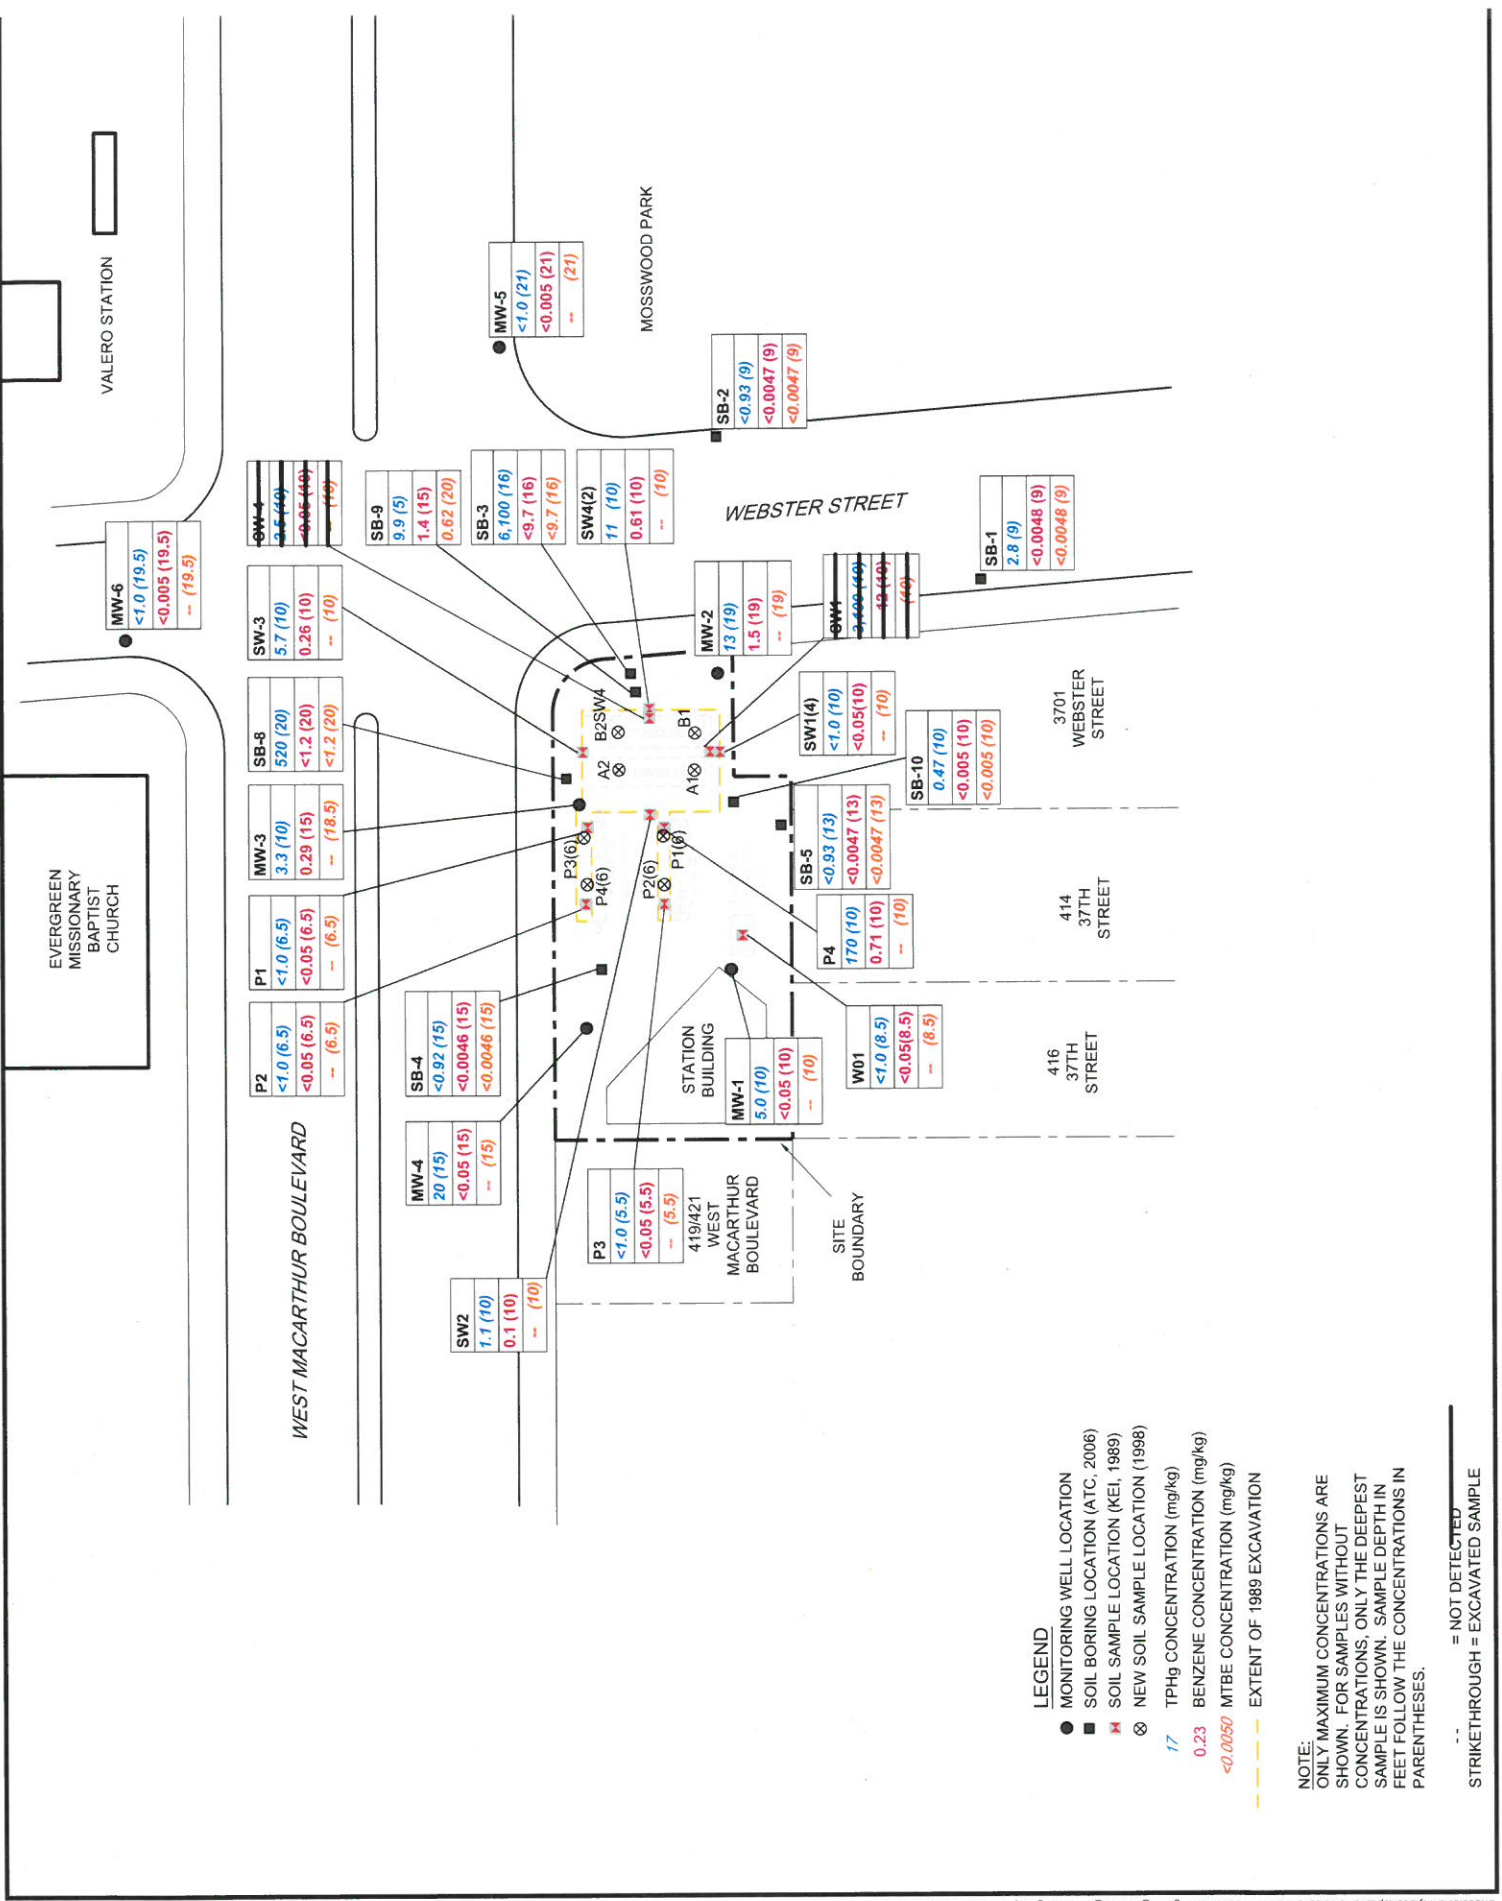 VALERO STATION
EVERGREEN
MISSIONARY
BAPTIST
CHURCH
MW-6
<1.0 (19.5)
<0.005 (19.5)
-- (19.5)
WEST MACARTHUR BOULEVARD
P2
<1.0 (6.5)
<0.05 (6.5)
-- (6.5)
P1
<1.0 (6.5)
<0.05 (6.5)
-- (6.5)
MW-3
3.3 (10)
0.29 (15)
-- (18.5)
SB-8
520 (20)
<1.2 (20)
<1.2 (20)
SW-3
5.7 (10)
0.26 (10)
-- (10)
SW-4
2.5 (10)
<0.05 (10)
-- (10)
SB-9
9.9 (5)
1.4 (15)
0.62 (20)
SB-3
6,100 (16)
<9.7 (16)
<9.7 (16)
SW4(2)
11 (10)
0.61 (10)
-- (10)
MW-5
<1.0 (21)
<0.005 (21)
-- (21)
MOSSWOOD PARK
MW-4
20 (15)
<0.05 (15)
-- (15)
SB-4
<0.92 (15)
<0.0046 (15)
<0.0046 (15)
SW2
1.1 (10)
0.1 (10)
-- (10)
P3
<1.0 (5.5)
<0.05 (5.5)
-- (5.5)
P4(6)
P3(6)
A2
B2SW4
P2(6)
P1(6)
A1
B1
STATION
BUILDING
419/421
WEST
MACARTHUR
BOULEVARD
SITE
BOUNDARY
MW-1
5.0 (10)
<0.05 (10)
-- (10)
MW-2
13 (19)
1.5 (19)
-- (19)
SB-2
<0.93 (9)
<0.0047 (9)
<0.0047 (9)
WEBSTER STREET
W01
<1.0 (8.5)
<0.05(8.5)
-- (8.5)
P4
170 (10)
0.71 (10)
-- (10)
SB-5
<0.93 (13)
<0.0047 (13)
<0.0047 (13)
SW1(4)
<1.0 (10)
<0.05(10)
-- (10)
SW1
3,100 (10)
12 (10)
(10)
SB-10
0.47 (10)
<0.005 (10)
<0.005 (10)
SB-1
2.8 (9)
<0.0048 (9)
<0.0048 (9)
416
37TH
STREET
414
37TH
STREET
3701
WEBSTER
STREET
LEGEND
MONITORING WELL LOCATION
SOIL BORING LOCATION (ATC, 2006)
SOIL SAMPLE LOCATION (KEI, 1989)
NEW SOIL SAMPLE LOCATION (1998)
17 TPHg CONCENTRATION (mg/kg)
0.23 BENZENE CONCENTRATION (mg/kg)
<0.0050 MTBE CONCENTRATION (mg/kg)
EXTENT OF 1989 EXCAVATION
NOTE:
ONLY MAXIMUM CONCENTRATIONS ARE
SHOWN. FOR SAMPLES WITHOUT
CONCENTRATIONS, ONLY THE DEEPEST
SAMPLE IS SHOWN. SAMPLE DEPTH IN
FEET FOLLOW THE CONCENTRATIONS IN
PARENTHESES.
-- = NOT DETECTED
STRIKETHROUGH = EXCAVATED SAMPLE